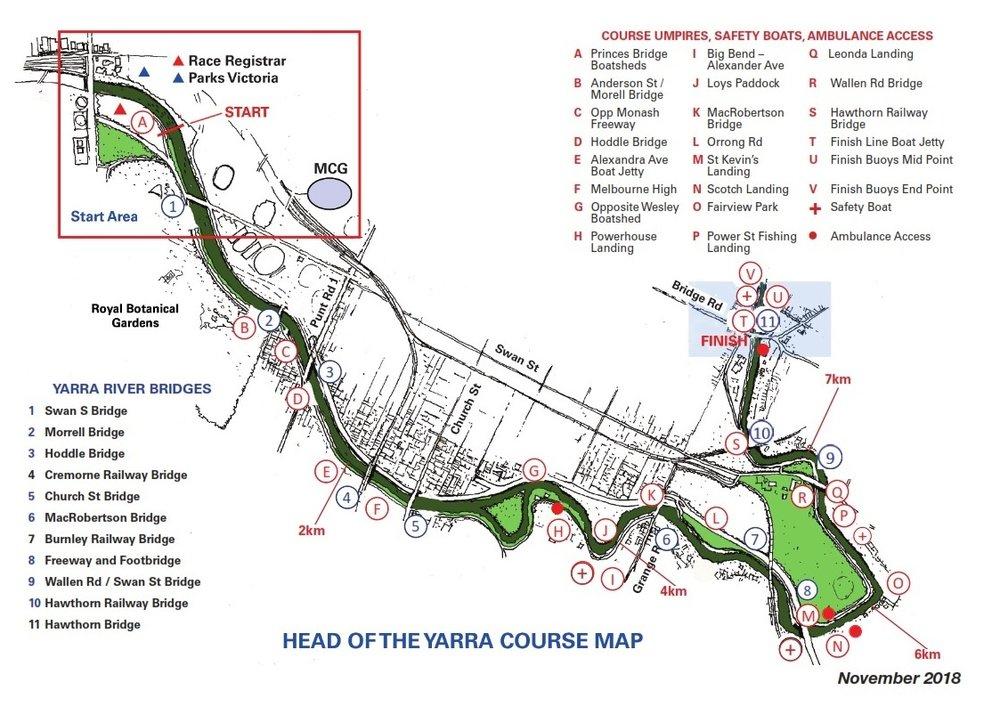 COURSE UMPIRES, SAFETY BOATS, AMBULANCE ACCESS
A Princes Bridge
Boatsheds
B Anderson St /
Morell Bridge
C Opp Monash
Freeway
D Hoddle Bridge
E Alexandra Ave
Boat Jetty
F Melbourne High
G Opposite Wesley
Boatshed
H Powerhouse
Landing
I Big Bend –
Alexander Ave
J Loys Paddock
K MacRobertson
Bridge
L Orrong Rd
M St Kevin's
Landing
N Scotch Landing
O Fairview Park
P Power St Fishing
Landing
Q Leonda Landing
R Wallen Rd Bridge
S Hawthorn Railway
Bridge
T Finish Line Boat Jetty
U Finish Buoys Mid Point
V Finish Buoys End Point
+ Safety Boat
Ambulance Access
Race Registrar
Parks Victoria
A
START
MCG
Start Area
1
Royal Botanical
Gardens
B
2
Punt Rd
C
3
D
Swan St
Church St
E
4
F
5
2km
G
H
J
I
+
K
6
Grange R
4km
L
7
8
M
N
+
O
6km
+
P
Q
R
9
7km
S
10
Bridge Rd
V
+
U
T
11
FINISH
YARRA RIVER BRIDGES
1 Swan S Bridge
2 Morrell Bridge
3 Hoddle Bridge
4 Cremorne Railway Bridge
5 Church St Bridge
6 MacRobertson Bridge
7 Burnley Railway Bridge
8 Freeway and Footbridge
9 Wallen Rd / Swan St Bridge
10 Hawthorn Railway Bridge
11 Hawthorn Bridge
HEAD OF THE YARRA COURSE MAP
November 2018